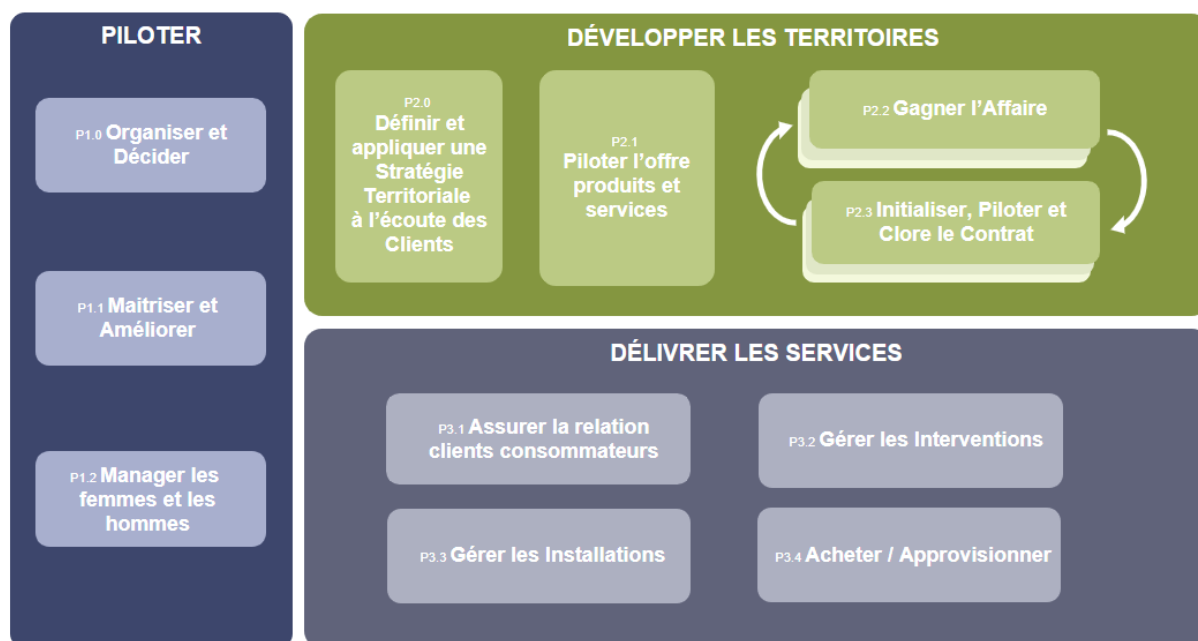 PILOTER
P1.0 Organiser et
Décider
P1.1 Maitriser et
Améliorer
P1.2 Manager les
femmes et les
hommes
DÉVELOPPER LES TERRITOIRES
P2.0
Définir et
appliquer une
Stratégie
Territoriale
à l'écoute des
Clients
P2.1
Piloter l'offre
produits et
services
P2.2 Gagner l'Affaire
P2.3 Initialiser, Piloter et
Clore le Contrat
DÉLIVRER LES SERVICES
P3.1 Assurer la relation
clients consommateurs
P3.2 Gérer les Interventions
P3.3 Gérer les Installations
P3.4 Acheter / Approvisionner